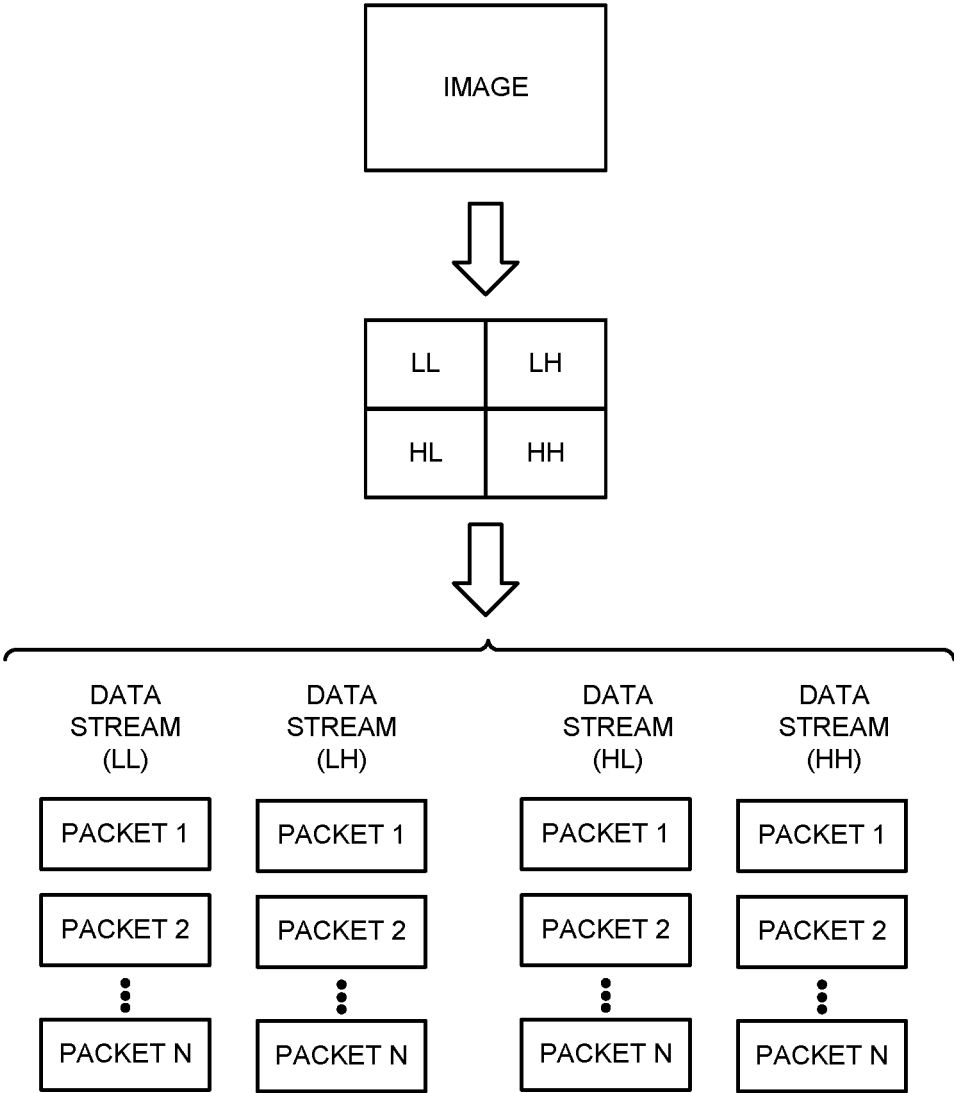 IMAGE
LL LH
HL HH
DATA STREAM (LL)
DATA STREAM (LH)
DATA STREAM (HL)
DATA STREAM (HH)
PACKET 1 PACKET 1 PACKET 1 PACKET 1
PACKET 2 PACKET 2 PACKET 2 PACKET 2
PACKET N PACKET N PACKET N PACKET N